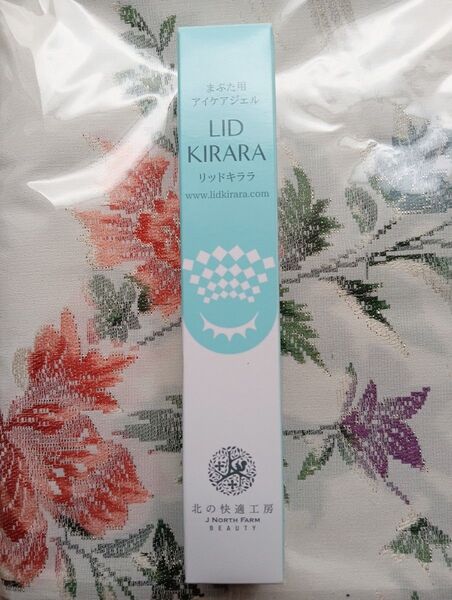 まぶた用
アイケアジェル
LID
KIRARA
リッドキララ
www.lidkirara.com
北の快適工房
J NORTH FARM
BEAUTY